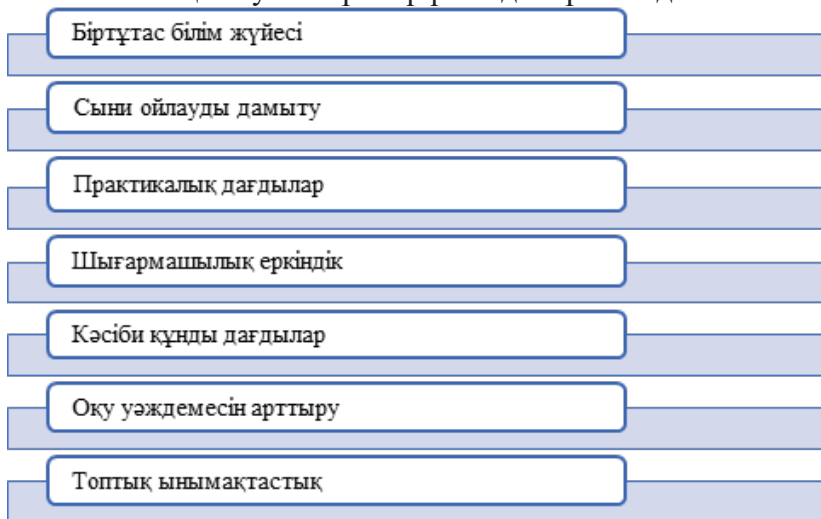 Біртұтас білім жүйесі
Сыни ойлауды дамыту
Практикалық дағдылар
Шығармашылық еркіндік
Кәсіби құнды дағдылар
Оқу уәждемесін арттыру
Топтық ынымақтастық